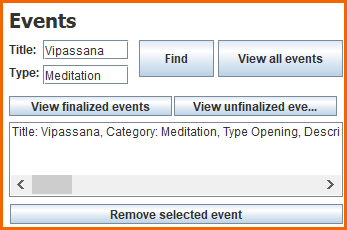 Events
Title: Vipassana
Find
View all events
Type: Meditation
View finalized events
View unfinalized eve...
Title: Vipassana, Category: Meditation, Type Opening, Descri
Remove selected event